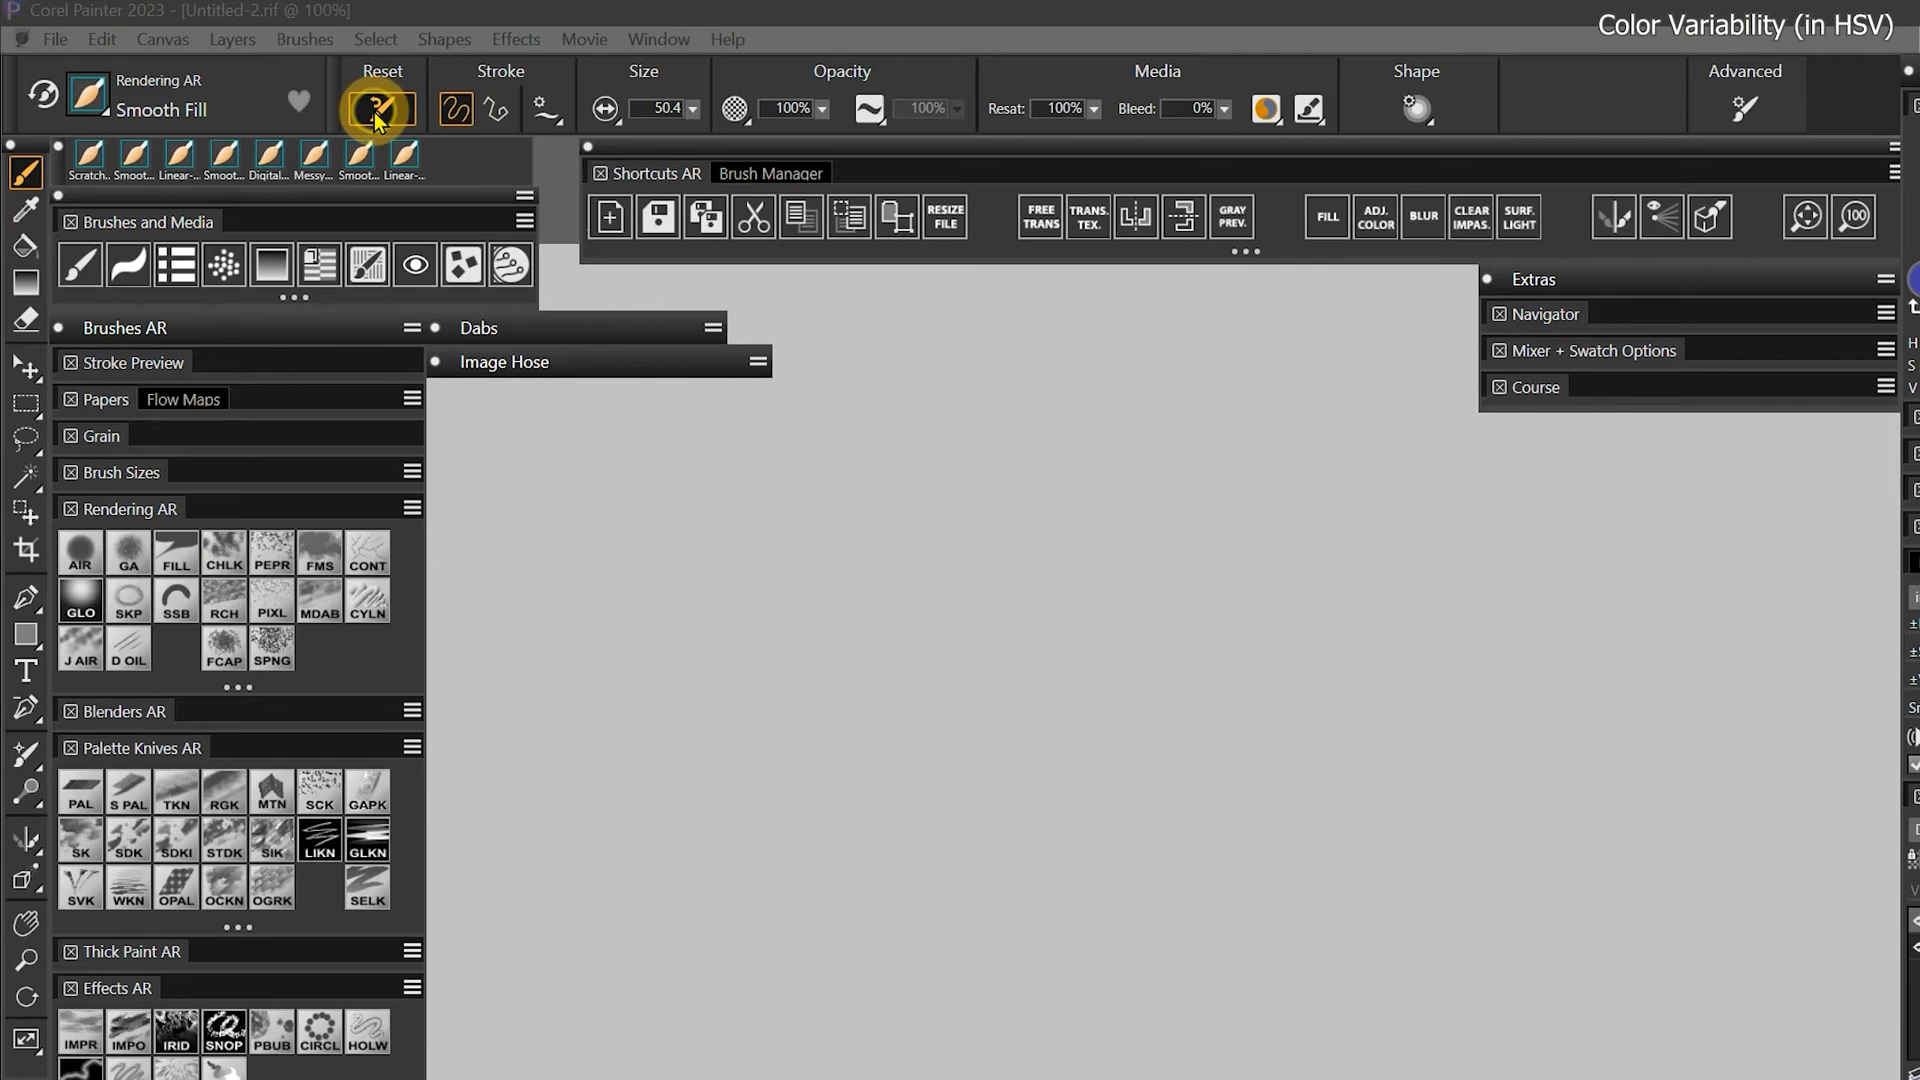 Corel Painter 2023 - [Untitled-2.rif @ 100%]
Color Variability (in HSV)
File Edit Canvas Layers Brushes Select Shapes Effects Movie Window Help
Reset Stroke Size Opacity Media Shape Advanced
Rendering AR
Smooth Fill
50.4 100% 100% Resat: 100% Bleed: 0%
Scratch.. Smoot... Linear-... Smoot... Digital... Messy... Smoot... Linear-...
Shortcuts AR Brush Manager
RESIZE FILE
FREE TRANS
TRANS. TEX.
GRAY PREV.
FILL
ADJ. COLOR
BLUR
CLEAR IMPAS.
SURF. LIGHT
100
Brushes and Media
Extras
Navigator
Mixer + Swatch Options
Course
Brushes AR
Dabs
Image Hose
Stroke Preview
Papers Flow Maps
Grain
Brush Sizes
Rendering AR
AIR GA FILL CHLK PEPR FMS CONT
GLO SKP SSB RCH PIXL MDAB CYLN
J AIR D OIL FCAP SPNG
Blenders AR
Palette Knives AR
PAL S PAL TKN RGK MTN SCK GAPK
SK SDK SDKI STDK SIK LIKN GLKN
SVK WKN OPAL OCKN OGRK SELK
Thick Paint AR
Effects AR
IMPR IMPO IRID SNOP PBUB CIRCL HOLW
H
S
V